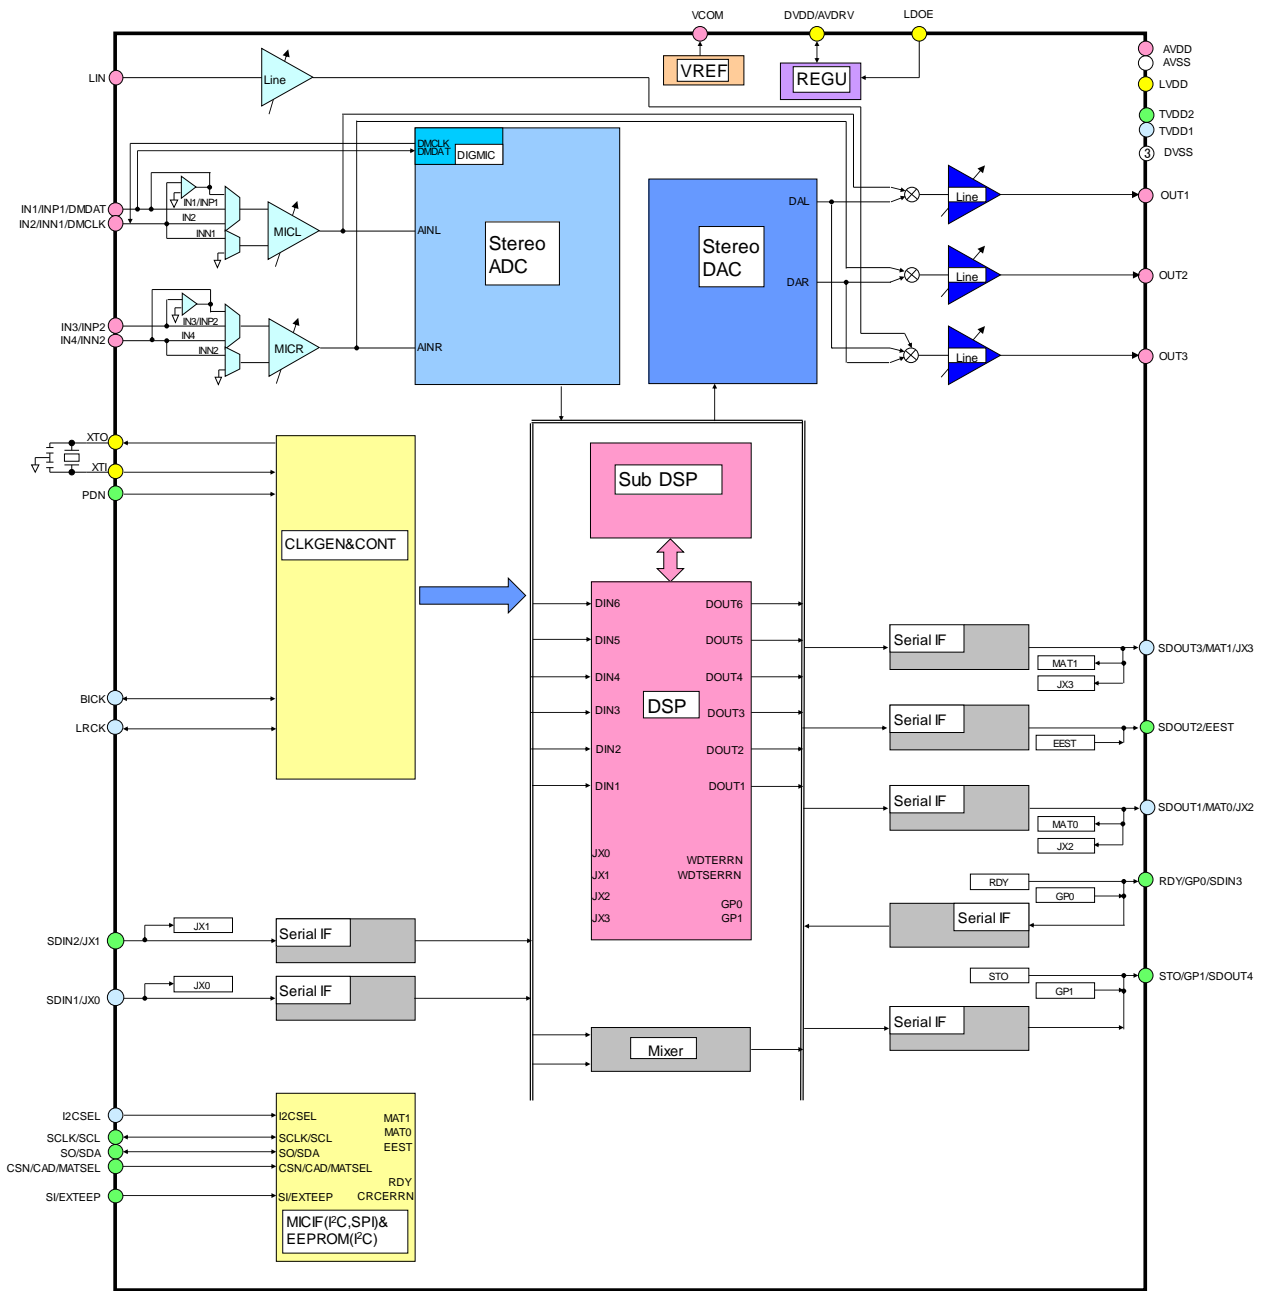 VCOM
DVDD/AVDRV
LDOE
AVDD
AVSS
LVDD
TVDD2
TVDD1
3
DVSS
LIN
Line
VREF
REGU
DMCLK
DMDAT
DIGMIC
IN1/INP1/DMDAT
IN2/INN1/DMCLK
IN1/INP1
IN2
INN1
MICL
AINL
Stereo
ADC
Stereo
DAC
DAL
DAR
Line
OUT1
Line
OUT2
Line
OUT3
IN3/INP2
IN4/INN2
IN3/INP2
IN4
INN2
MICR
AINR
XTO
XTI
PDN
CLKGEN&CONT
BICK
LRCK
Sub DSP
DIN6
DOUT6
DIN5
DOUT5
DIN4
DOUT4
DIN3
DSP
DOUT3
DIN2
DOUT2
DIN1
DOUT1
JX0
WDTERRN
JX1
WDTSERRN
JX2
GP0
JX3
GP1
Serial IF
MAT1
JX3
SDOUT3/MAT1/JX3
Serial IF
EEST
SDOUT2/EEST
Serial IF
MAT0
JX2
SDOUT1/MAT0/JX2
RDY
GP0
Serial IF
RDY/GP0/SDIN3
STO
GP1
Serial IF
STO/GP1/SDOUT4
SDIN2/JX1
JX1
Serial IF
SDIN1/JX0
JX0
Serial IF
Mixer
I2CSEL
SCLK/SCL
SO/SDA
CSN/CAD/MATSEL
SI/EXTEEP
I2CSEL
SCLK/SCL
SO/SDA
CSN/CAD/MATSEL
SI/EXTEEP
MAT1
MAT0
EEST
RDY
CRCERRN
MICIF(I²C,SPI)&
EEPROM(I²C)